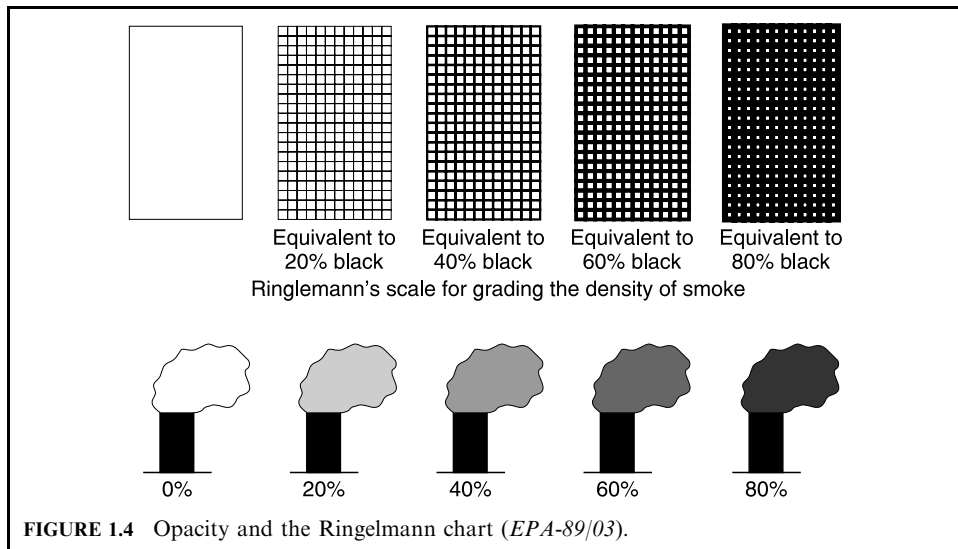 Equivalent to 20% black
Equivalent to 40% black
Equivalent to 60% black
Equivalent to 80% black
Ringlemann's scale for grading the density of smoke
0% 20% 40% 60% 80%
FIGURE 1.4 Opacity and the Ringelmann chart (EPA-89/03).